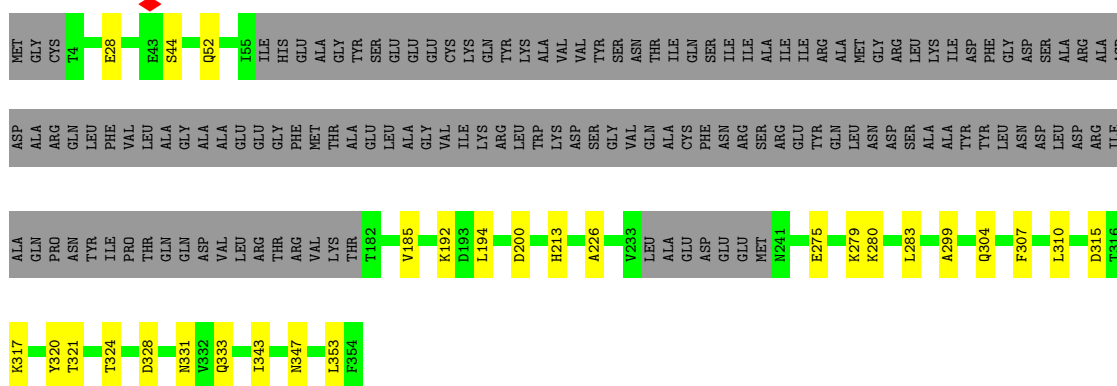 MET GLY CYS T4 E28 E43 S44 Q52 I55 ILE HIS GLU ALA GLY TYR SER GLU GLU GLU CYS LYS GLN TYR LYS ALA VAL VAL TYR SER ASN THR ILE GLN SER ILE ILE ALA ILE ILE ARG ALA MET GLY ARG LEU LYS ILE ASP PHE GLY ASP SER ALA ARG ALA
ASP ALA ARG GLN LEU PHE VAL LEU ALA GLY ALA ALA GLU GLU GLY PHE MET THR ALA GLU LEU ALA GLY VAL ILE LYS ARG LEU TRP LYS ASP SER GLY VAL GLN ALA CYS PHE ASN ARG SER ARG GLU TYR GLN LEU ASN ASP SER ALA ALA TYR TYR LEU ASN ASP LEU ASP ARG ILE
ALA GLN PRO ASN TYR ILE PRO THR GLN GLN ASP VAL LEU ARG THR ARG VAL LYS THR T182 V185 K192 D193 L194 D200 H213 A226 V233 LEU ALA GLU ASP GLU GLU MET N241 E275 K279 K280 L283 A299 Q304 F307 L310 D315 T316
K317 Y320 T321 T324 D328 N331 V332 Q333 I343 N347 L353 F354